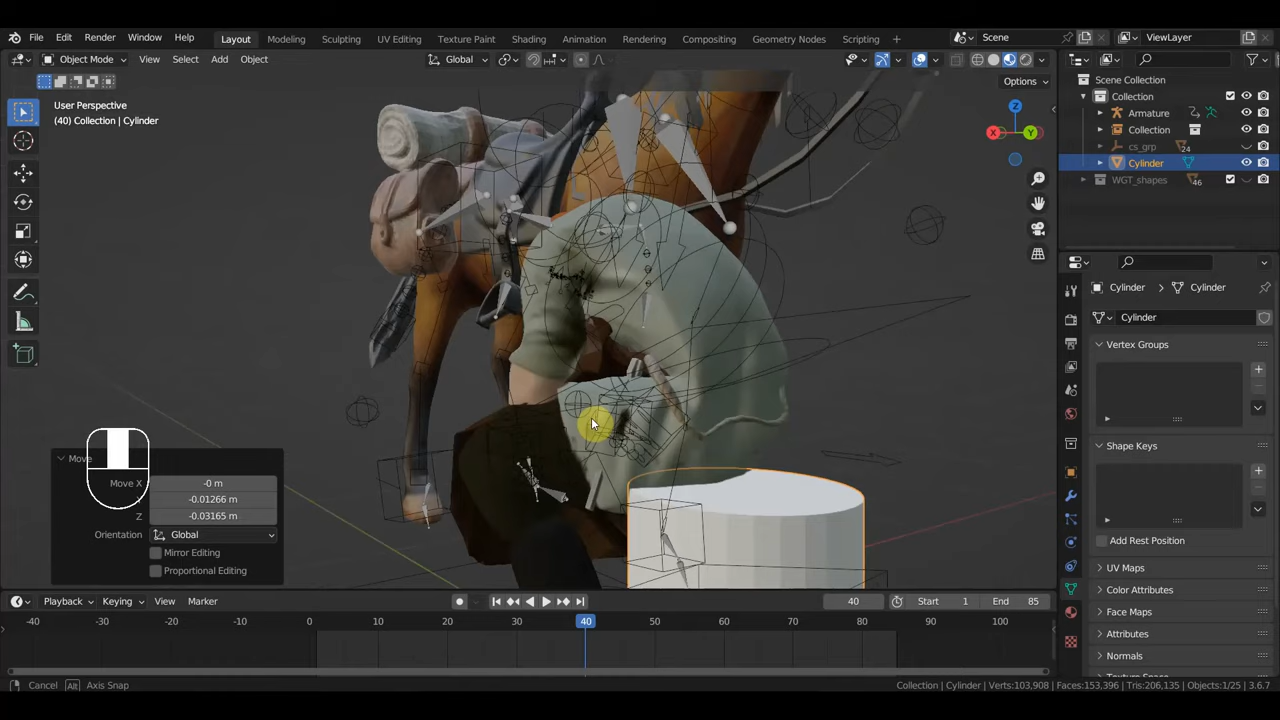 File Edit Render Window Help Layout Modeling Sculpting UV Editing Texture Paint Shading Animation Rendering Compositing Geometry Nodes Scripting + Scene ViewLayer
Object Mode View Select Add Object Global
Options
User Perspective
(40) Collection | Cylinder
Z
X
Y
Scene Collection
Collection
Armature
Collection
cs_grp 24
Cylinder
WGT_shapes 46
Cylinder > Cylinder
Cylinder
Vertex Groups
Shape Keys
Add Rest Position
UV Maps
Color Attributes
Face Maps
Attributes
Normals
Move
Move X -0 m
-0.01266 m
Z -0.03165 m
Orientation Global
Mirror Editing
Proportional Editing
Playback Keying View Marker 40 Start 1 End 85
-40 -30 -20 -10 0 10 20 30 40 50 60 70 80 90 100
Cancel Alt Axis Snap Collection | Cylinder | Verts:103,908 | Faces:153,396 | Tris:206,135 | Objects:1/25 | 3.6.7